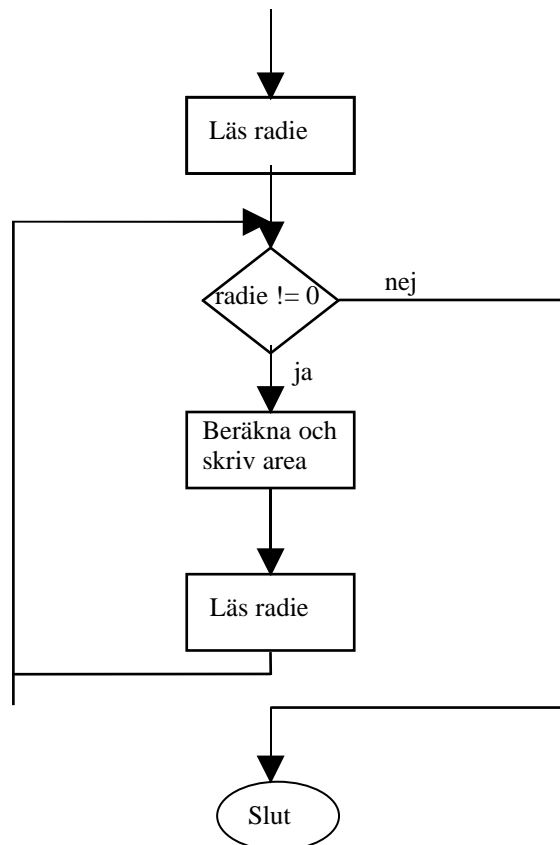 Läs radie
radie != 0
nej
ja
Beräkna och
skriv area
Läs radie
Slut